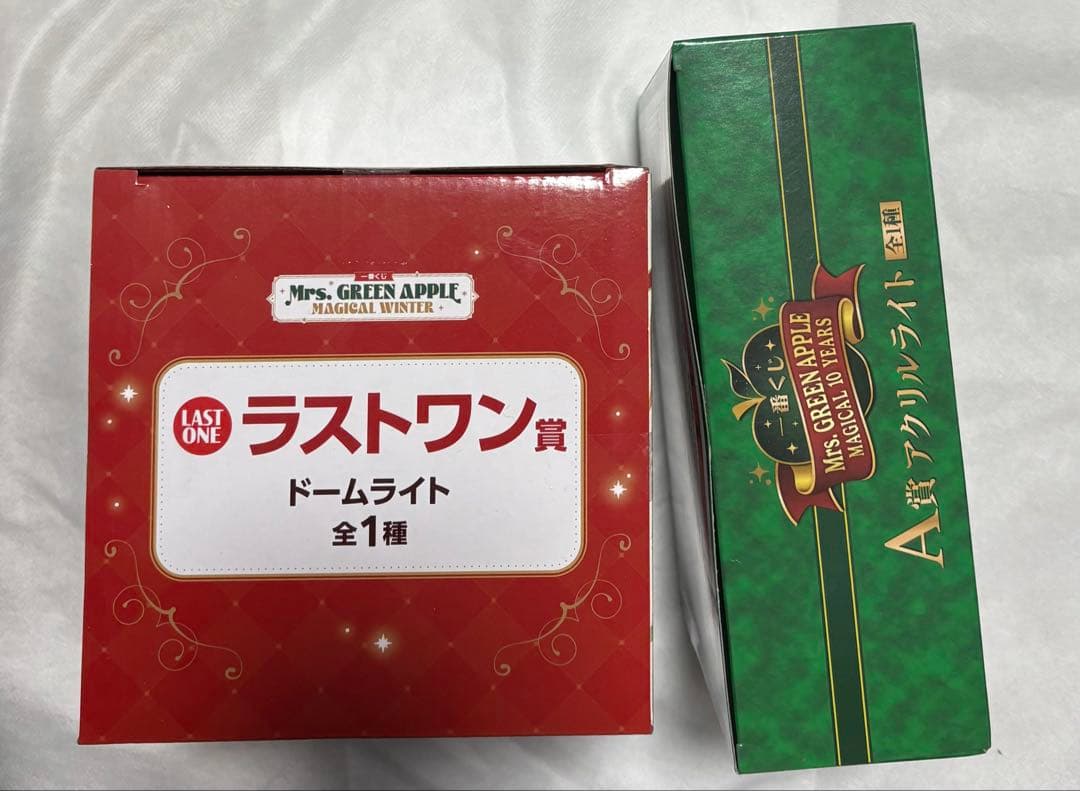 一番くじ
Mrs. GREEN APPLE
MAGICAL WINTER
LAST
ONE
ラストワン賞
ドームライト
全1種
一番くじ
Mrs. GREEN APPLE
MAGICAL 10 YEARS
A賞 アクリルライト 全1種